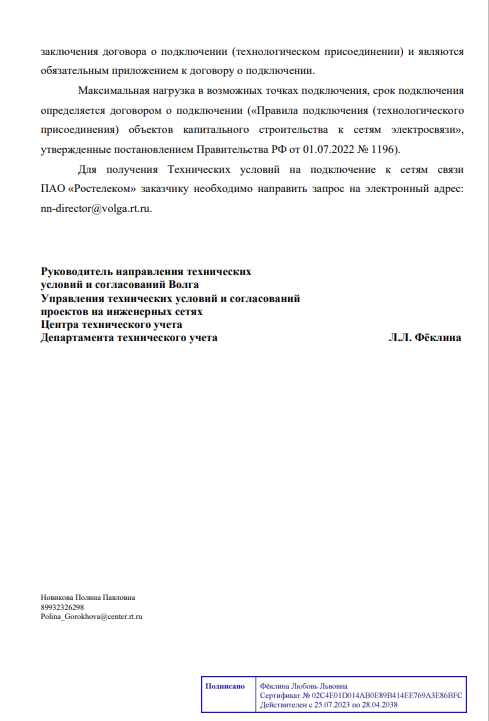 заключения договора о подключении (технологическом присоединении) и являются
обязательным приложением к договору о подключении.
Максимальная нагрузка в возможных точках подключения, срок подключения
определяется договором о подключении («Правила подключения (технологического
присоединения) объектов капитального строительства к сетям электросвязи»,
утвержденные постановлением Правительства РФ от 01.07.2022 № 1196).
Для получения Технических условий на подключение к сетям связи
ПАО «Ростелеком» заказчику необходимо направить запрос на электронный адрес:
nn-director@volga.rt.ru.
Руководитель направления технических
условий и согласований Волга
Управления технических условий и согласований
проектов на инженерных сетях
Центра технического учета
Департамента технического учета Л.Л. Фёклина
Новикова Полина Павловна
89932326298
Polina_Gorokhova@center.rt.ru
Подписано Фёклина Любовь Львовна
Сертификат № 02C4E01D014AB0E89B414EE769A3E86BFC
Действителен с 25.07.2023 по 28.04.2038